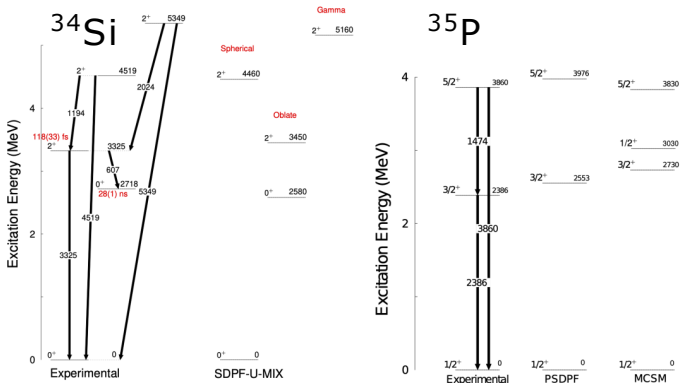 34Si
Excitation Energy (MeV)
0
2
4
2⁺ 5349
2⁺ 4519
2024
1194
118(33) fs
2⁺ 3325
607
0⁺ 2718
28(1) ns
5349
4519
3325
0⁺ 0
Experimental
Spherical
2⁺ 4460
0⁺ 0
SDPF-U-MIX
Oblate
2⁺ 3450
0⁺ 2580
Gamma
2⁺ 5160
35P
Excitation Energy (MeV)
0
2
4
5/2⁺ 3860
1474
3/2⁺ 2386
3860
2386
1/2⁺ 0
Experimental
5/2⁺ 3976
3/2⁺ 2553
1/2⁺ 0
PSDPF
5/2⁺ 3830
1/2⁺ 3030
3/2⁺ 2730
1/2⁺ 0
MCSM